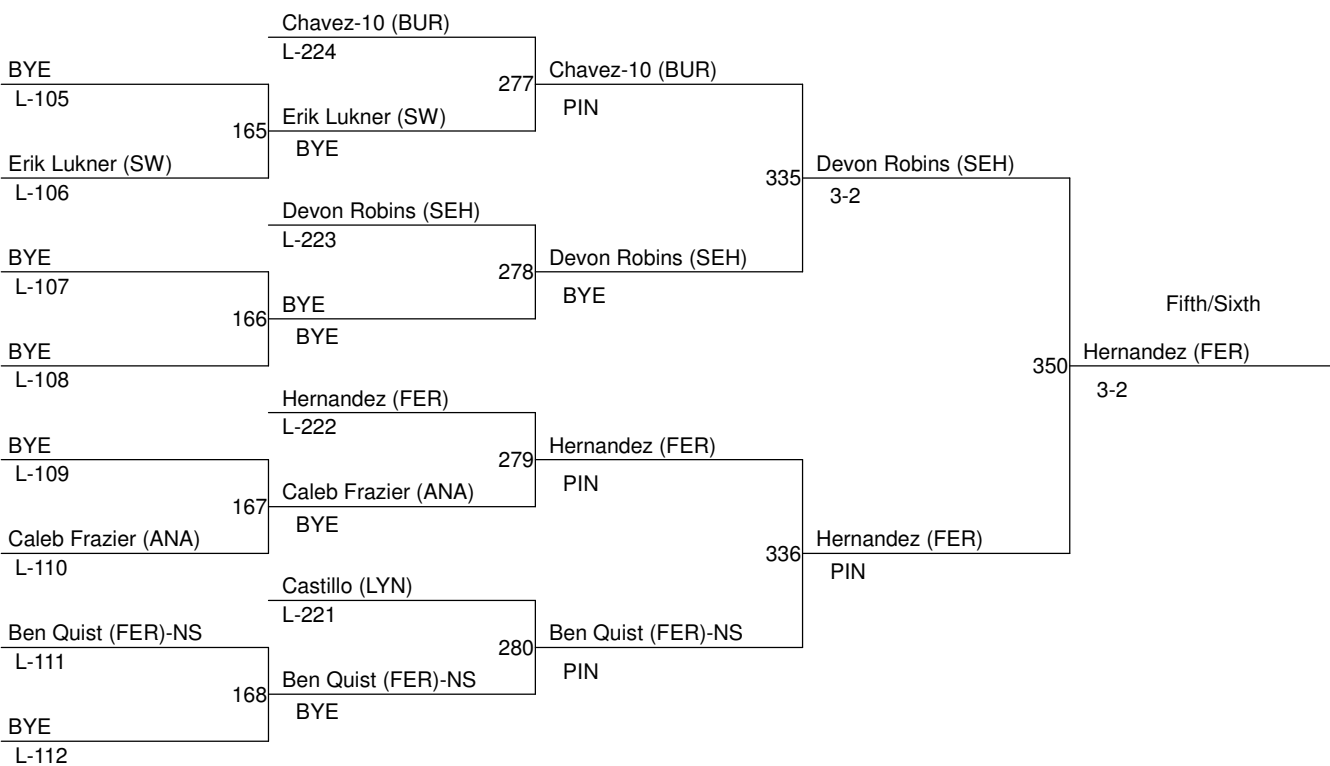 Chavez-10 (BUR)
L-224
BYE
L-105
277
Chavez-10 (BUR)
PIN
165
Erik Lukner (SW)
BYE
Erik Lukner (SW)
L-106
335
Devon Robins (SEH)
3-2
Devon Robins (SEH)
L-223
BYE
L-107
278
Devon Robins (SEH)
BYE
166
BYE
BYE
Fifth/Sixth
BYE
L-108
350
Hernandez (FER)
3-2
Hernandez (FER)
L-222
BYE
L-109
279
Hernandez (FER)
PIN
167
Caleb Frazier (ANA)
BYE
Caleb Frazier (ANA)
L-110
336
Hernandez (FER)
PIN
Castillo (LYN)
L-221
Ben Quist (FER)-NS
L-111
280
Ben Quist (FER)-NS
PIN
168
Ben Quist (FER)-NS
BYE
BYE
L-112